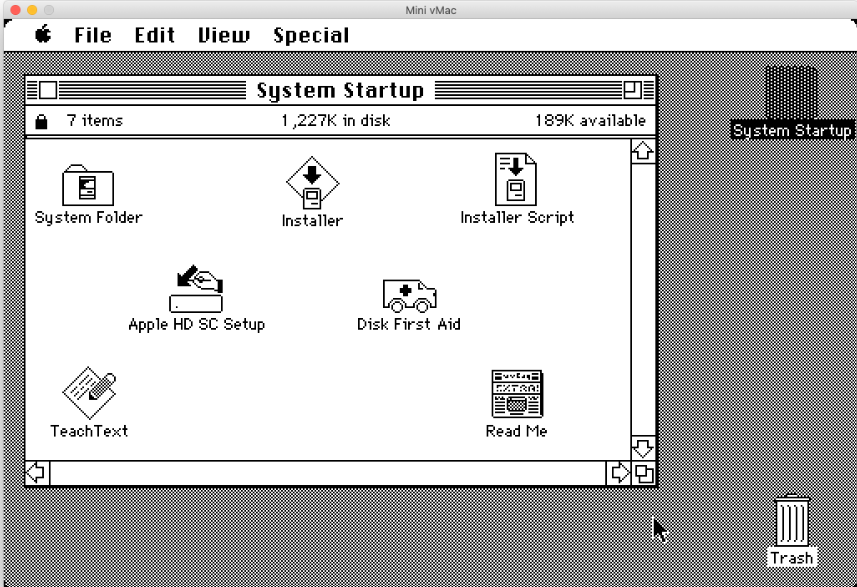 Mini vMac
File Edit View Special
System Startup
7 items 1,227K in disk 189K available
System Startup
System Folder
Installer
Installer Script
Apple HD SC Setup
Disk First Aid
EXTRA!
TeachText
Read Me
Trash